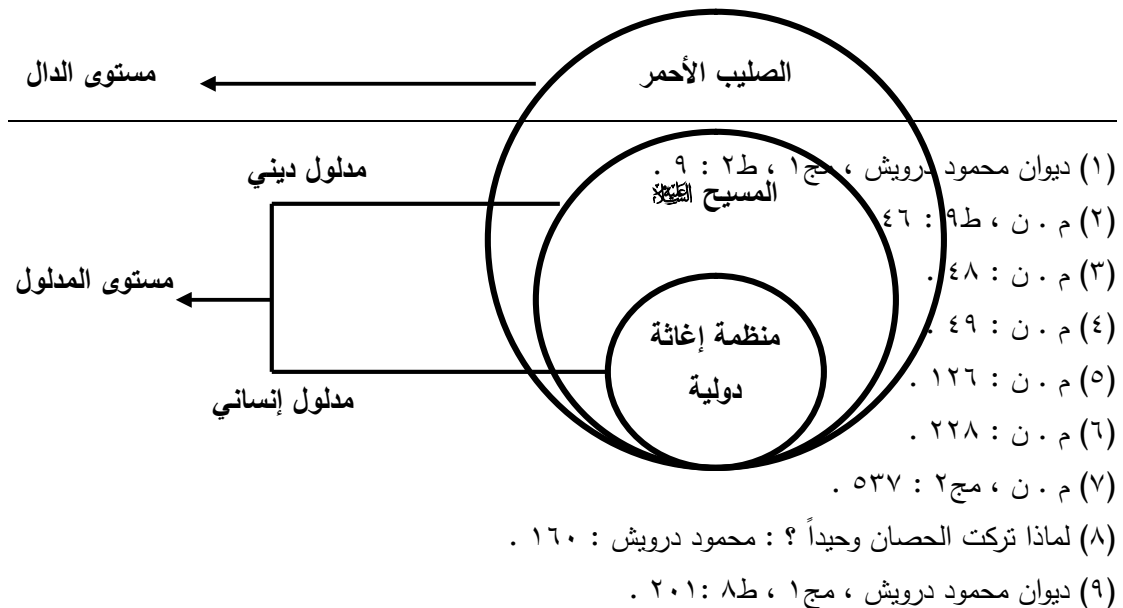 الصليب الأحمر
مستوى الدال
(١) ديوان محمود درويش ، مج١ ، ط٢ : ٩ .
مدلول ديني
المسيح
(٢) م . ن ، ط٩ : ٤٦
(٣) م . ن : ٤٨ .
مستوى المدلول
(٤) م . ن : ٤٩ .
منظمة إغاثة
دولية
(٥) م . ن : ١٢٦ .
مدلول إنساني
(٦) م . ن : ٢٢٨ .
(٧) م . ن ، مج٢ : ٥٣٧ .
(٨) لماذا تركت الحصان وحيداً ؟ : محمود درويش : ١٦٠ .
(٩) ديوان محمود درويش ، مج١ ، ط٨ :٢٠١ .